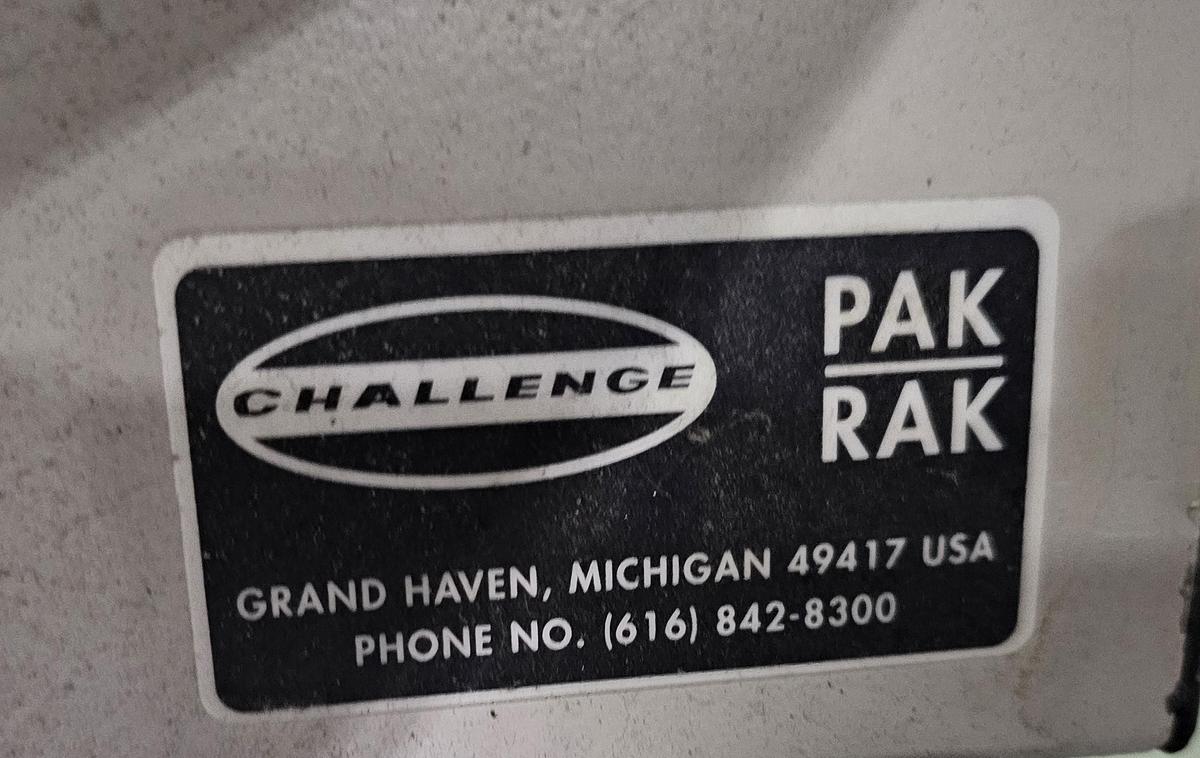 CHALLENGE
PAK
RAK
GRAND HAVEN, MICHIGAN 49417 USA
PHONE NO. (616) 842-8300